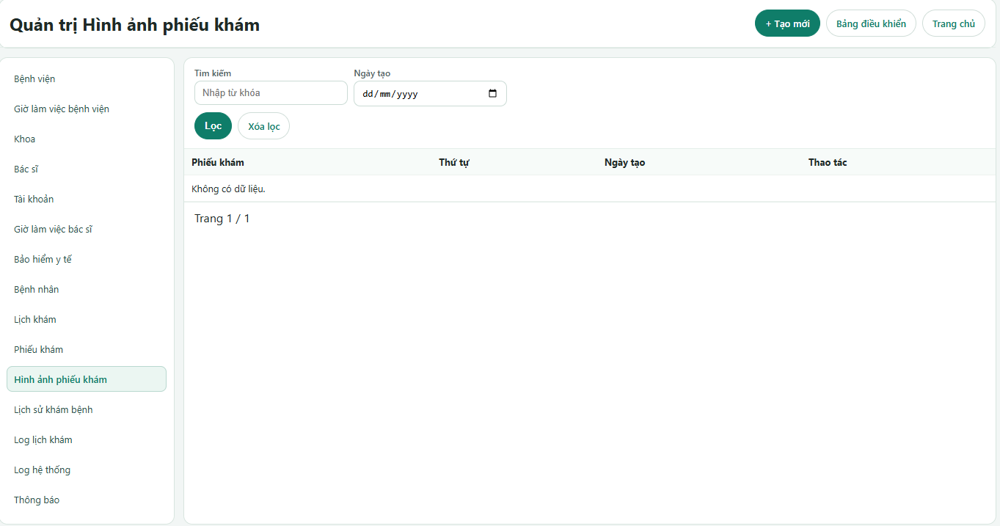 Quản trị Hình ảnh phiếu khám
+ Tạo mới
Bảng điều khiển
Trang chủ
Bệnh viện
Giờ làm việc bệnh viện
Khoa
Bác sĩ
Tài khoản
Giờ làm việc bác sĩ
Bảo hiểm y tế
Bệnh nhân
Lịch khám
Phiếu khám
Hình ảnh phiếu khám
Lịch sử khám bệnh
Log lịch khám
Log hệ thống
Thông báo
Tìm kiếm
Ngày tạo
Nhập từ khóa
dd/mm/yyyy
Lọc
Xóa lọc
Phiếu khám
Thứ tự
Ngày tạo
Thao tác
Không có dữ liệu.
Trang 1 / 1